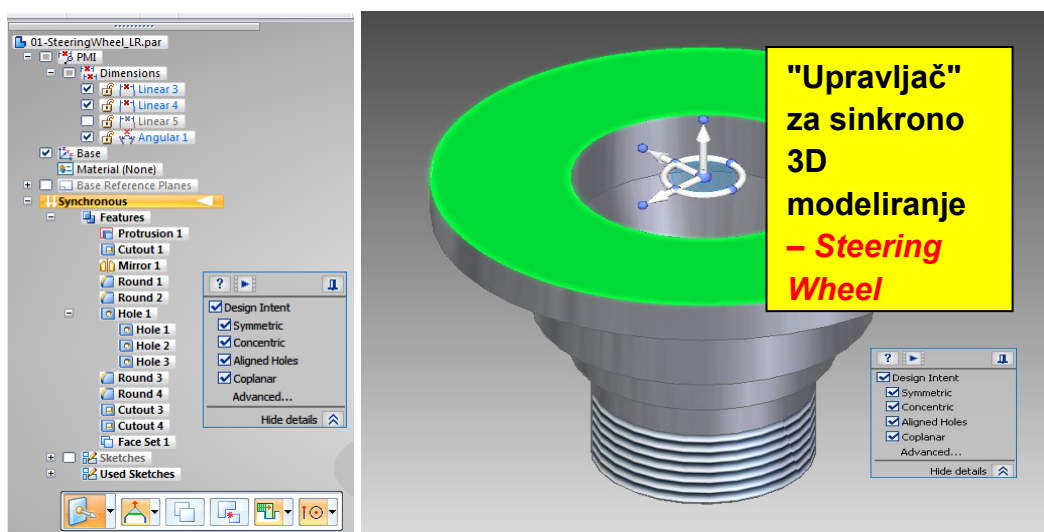 01-SteeringWheel_LR.par
PMI
Dimensions
Linear 3
Linear 4
Linear 5
Angular 1
Base
Material (None)
Base Reference Planes
Synchronous
Features
Protrusion 1
Cutout 1
Mirror 1
Round 1
Round 2
Hole 1
Hole 1
Hole 2
Hole 3
Round 3
Round 4
Cutout 3
Cutout 4
Face Set 1
Sketches
Used Sketches
?
Design Intent
Symmetric
Concentric
Aligned Holes
Coplanar
Advanced...
Hide details
"Upravljač"
za sinkrono
3D
modeliranje
– Steering
Wheel
?
Design Intent
Symmetric
Concentric
Aligned Holes
Coplanar
Advanced...
Hide details